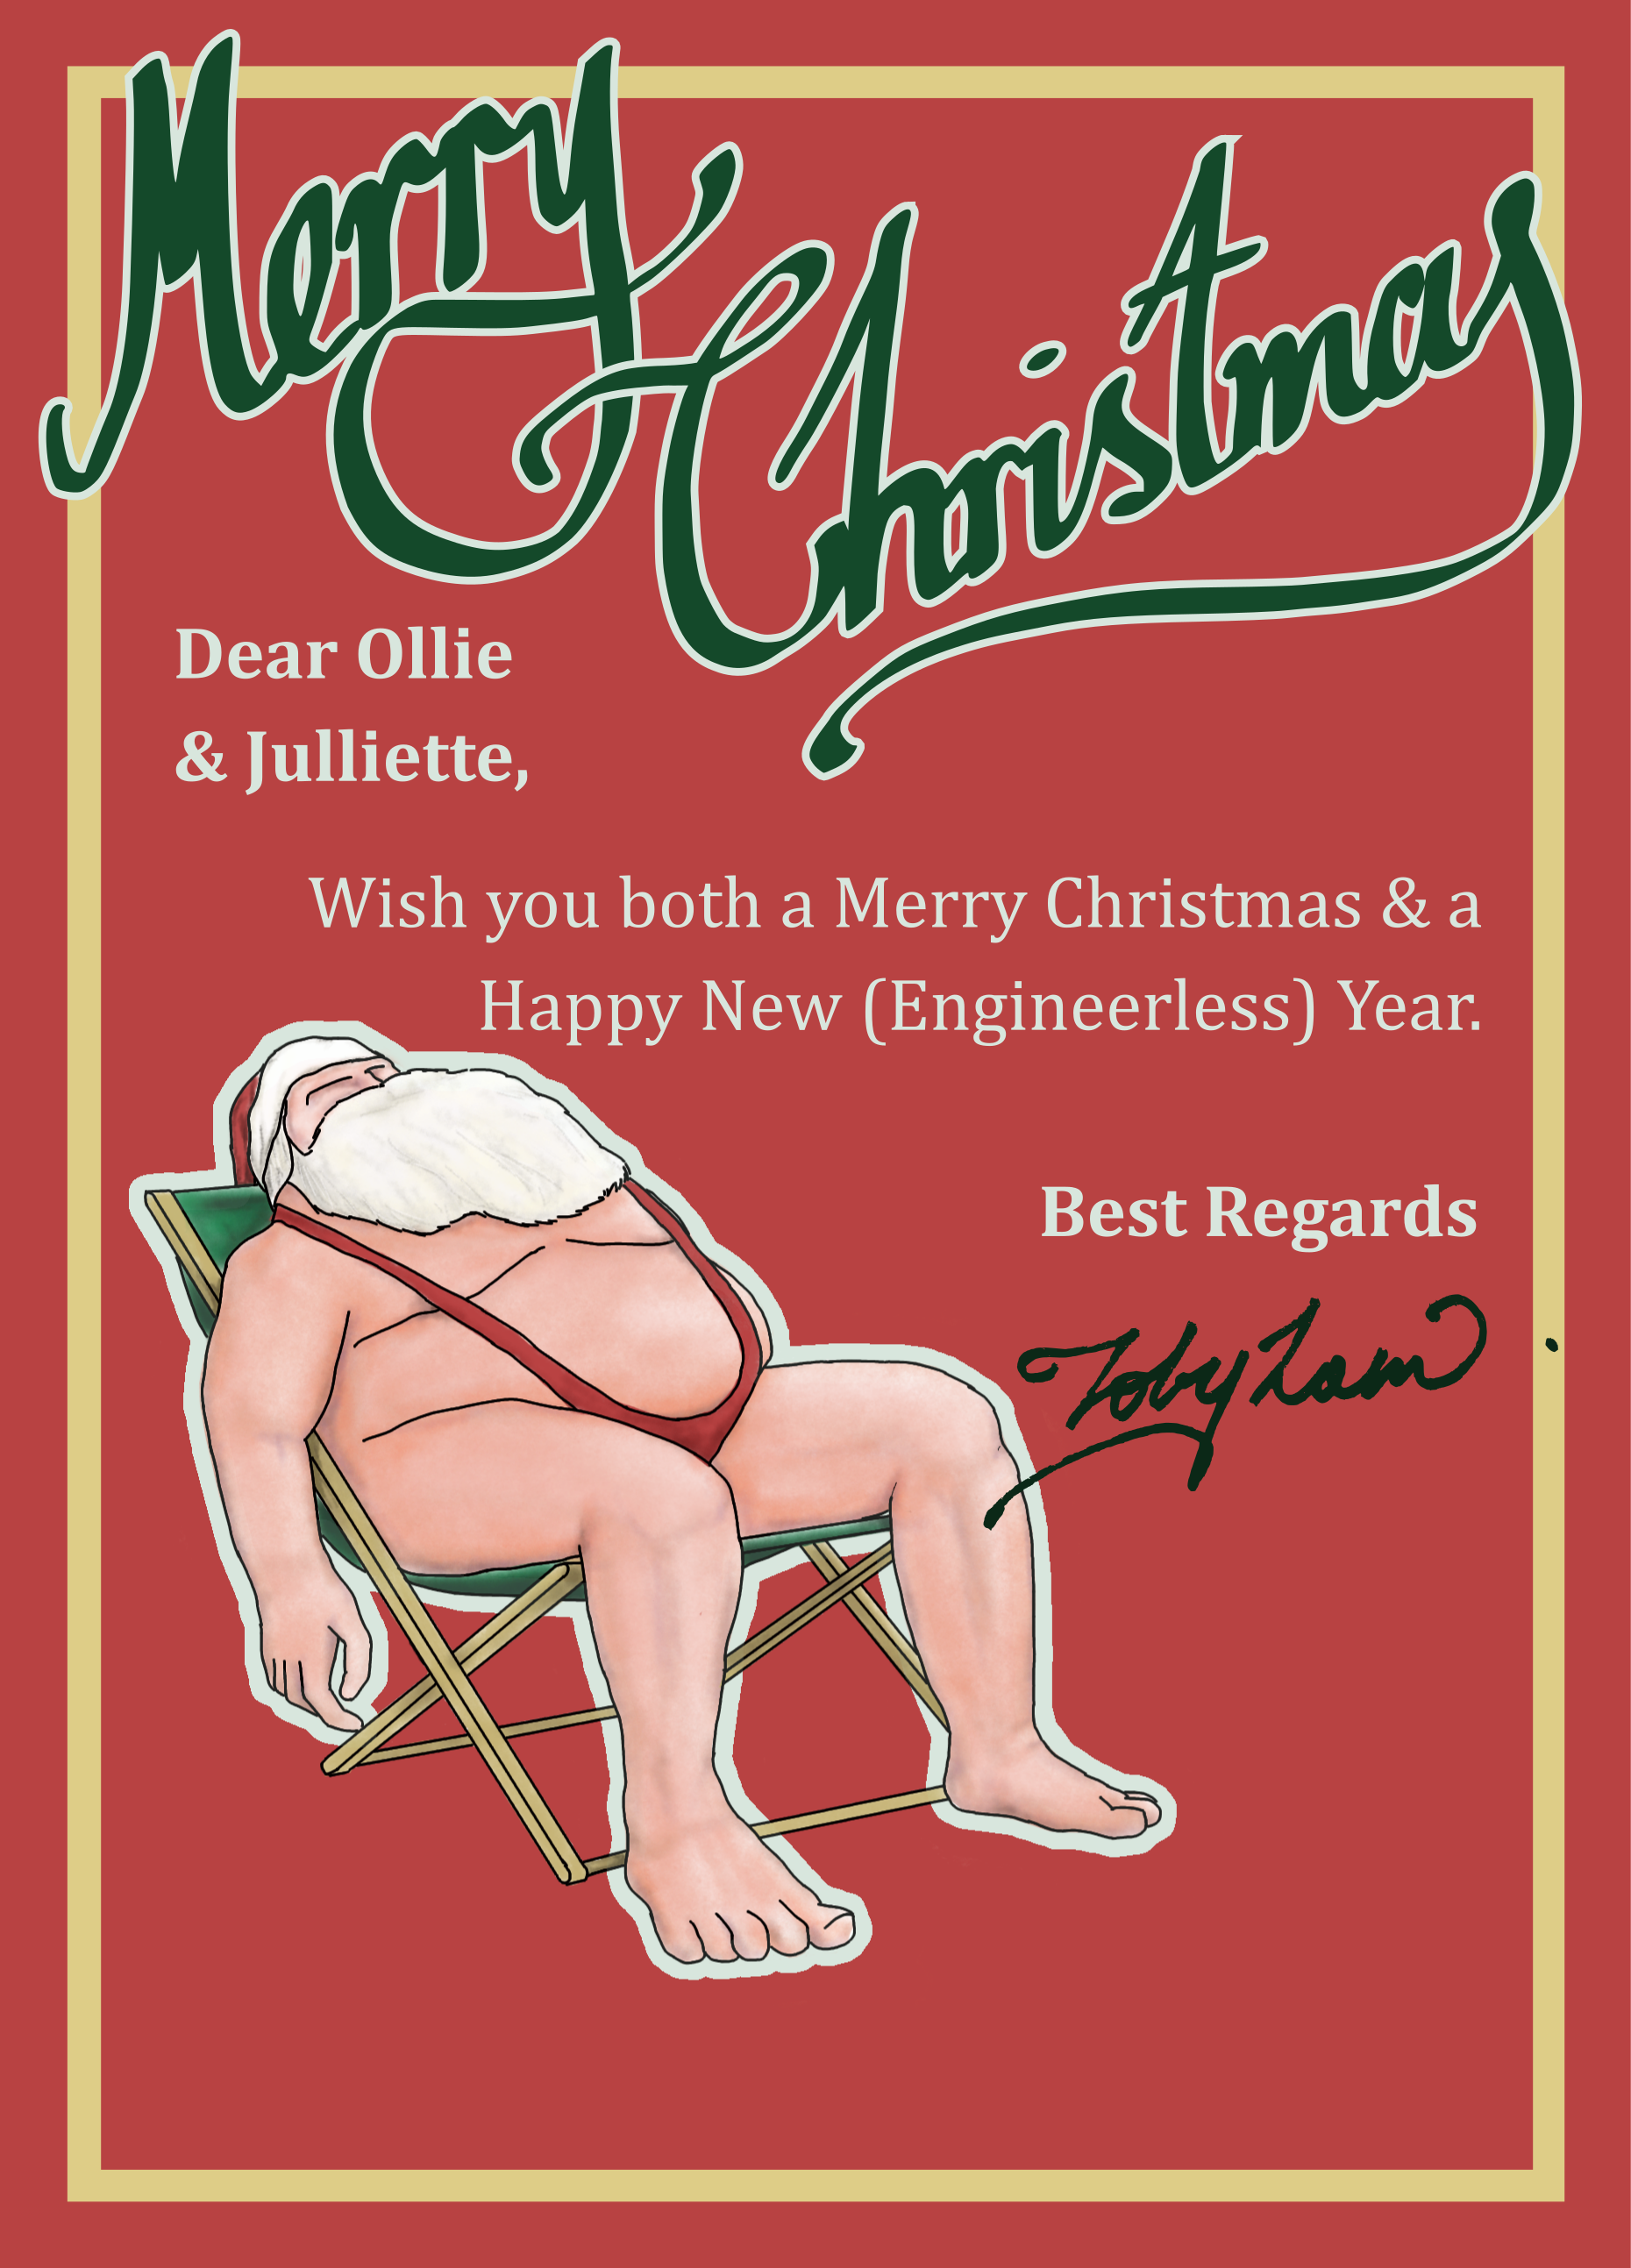 Merry
Christmas
Dear Ollie
& Julliette,
Wish you both a Merry Christmas & a
Happy New (Engineerless) Year.
Best Regards
Toby Lam